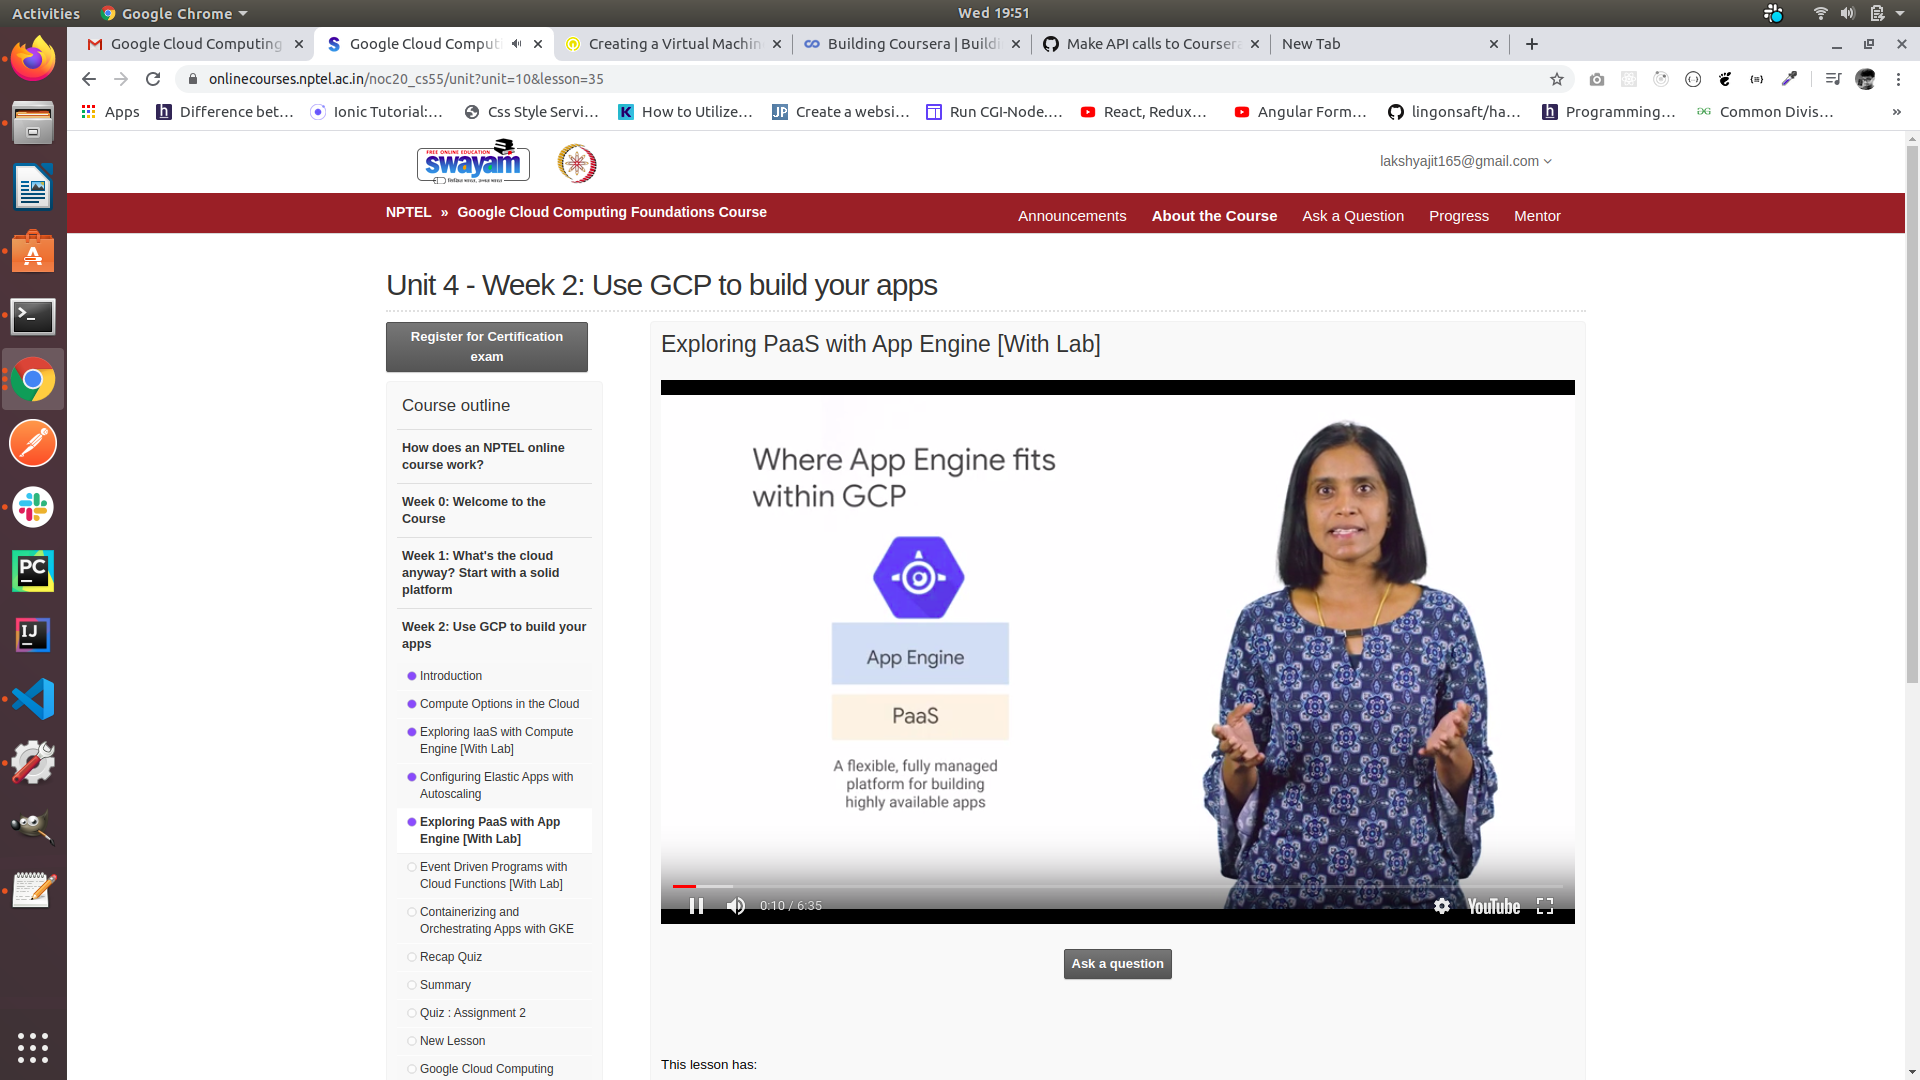 Activities
Google Chrome
Wed 19:51
Google Cloud Computing
Google Cloud Computi
Creating a Virtual Machin
Building Coursera | Buildi
Make API calls to Coursera
New Tab
onlinecourses.nptel.ac.in/noc20_cs55/unit?unit=10&lesson=35
Apps
Difference bet…
Ionic Tutorial:…
Css Style Servi…
How to Utilize…
Create a websi…
Run CGI-Node.…
React, Redux…
Angular Form…
lingonsaft/ha…
Programming…
Common Divis…
»
FREE ONLINE EDUCATION
swayam
शिक्षित भारत, उन्नत भारत
lakshyajit165@gmail.com
NPTEL » Google Cloud Computing Foundations Course
Announcements
About the Course
Ask a Question
Progress
Mentor
Unit 4 - Week 2: Use GCP to build your apps
Register for Certification
exam
Course outline
How does an NPTEL online
course work?
Week 0: Welcome to the
Course
Week 1: What's the cloud
anyway? Start with a solid
platform
Week 2: Use GCP to build your
apps
Introduction
Compute Options in the Cloud
Exploring IaaS with Compute
Engine [With Lab]
Configuring Elastic Apps with
Autoscaling
Exploring PaaS with App
Engine [With Lab]
Event Driven Programs with
Cloud Functions [With Lab]
Containerizing and
Orchestrating Apps with GKE
Recap Quiz
Summary
Quiz : Assignment 2
New Lesson
Google Cloud Computing
Exploring PaaS with App Engine [With Lab]
Where App Engine fits
within GCP
App Engine
PaaS
A flexible, fully managed
platform for building
highly available apps
0:10 / 6:35
YouTube
Ask a question
This lesson has: